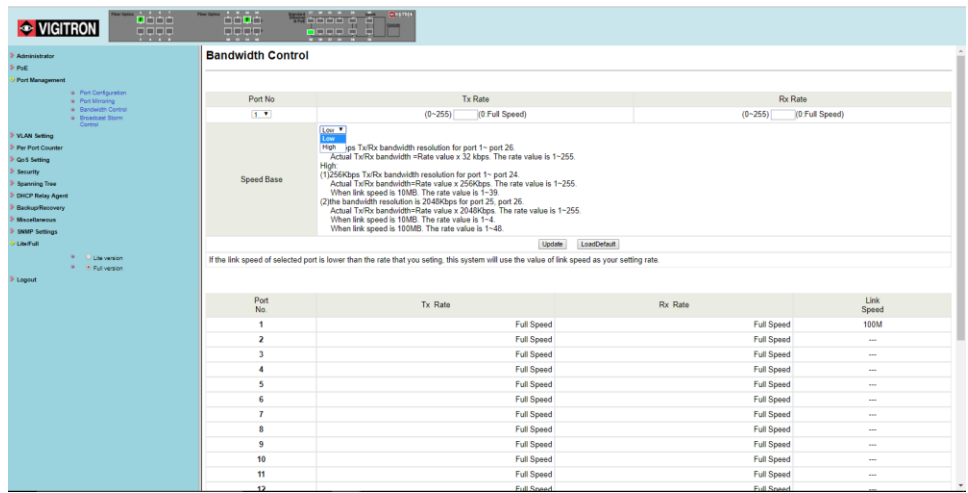 VIGITRON
VIGITRON
Administrator
PoE
Port Management
Port Configuration
Port Mirroring
Bandwidth Control
Broadcast Storm
Control
VLAN Setting
Per Port Counter
QoS Setting
Security
Spanning Tree
DHCP Relay Agent
Backup/Recovery
Miscellaneous
SNMP Settings
Lite/Full
Lite version
Full version
Logout
Bandwidth Control
Port No Tx Rate Rx Rate
1 (0~255) (0:Full Speed) (0~255) (0:Full Speed)
Speed Base
Low
Low
High
ps Tx/Rx bandwidth resolution for port 1~ port 26.
Actual Tx/Rx bandwidth =Rate value x 32 kbps. The rate value is 1~255.
High:
(1)256Kbps Tx/Rx bandwidth resolution for port 1~ port 24.
Actual Tx/Rx bandwidth=Rate value x 256Kbps. The rate value is 1~255.
When link speed is 10MB. The rate value is 1~39.
(2)the bandwidth resolution is 2048Kbps for port 25, port 26.
Actual Tx/Rx bandwidth=Rate value x 2048Kbps. The rate value is 1~255.
When link speed is 10MB. The rate value is 1~4.
When link speed is 100MB. The rate value is 1~48.
Update LoadDefault
If the link speed of selected port is lower than the rate that you seting, this system will use the value of link speed as your setting rate.
Port No. Tx Rate Rx Rate Link Speed
1 Full Speed Full Speed 100M
2 Full Speed Full Speed ---
3 Full Speed Full Speed ---
4 Full Speed Full Speed ---
5 Full Speed Full Speed ---
6 Full Speed Full Speed ---
7 Full Speed Full Speed ---
8 Full Speed Full Speed ---
9 Full Speed Full Speed ---
10 Full Speed Full Speed ---
11 Full Speed Full Speed ---
12 Full Speed Full Speed ---